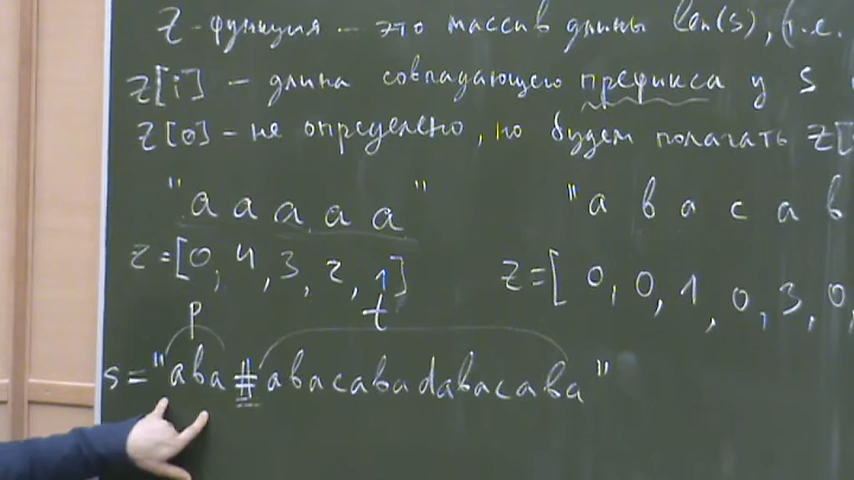 Z-функция - это массив длины len(s), (т.е.
z[i] - длина совпадающего префикса у s
z[0] - не определено, но будем полагать z[
"a a a a a" "a b a c a b
z=[0, 4, 3, 2, 1] z=[0, 0, 1, 0, 3, 0,
p t
s="aba#abacabadabacaba"